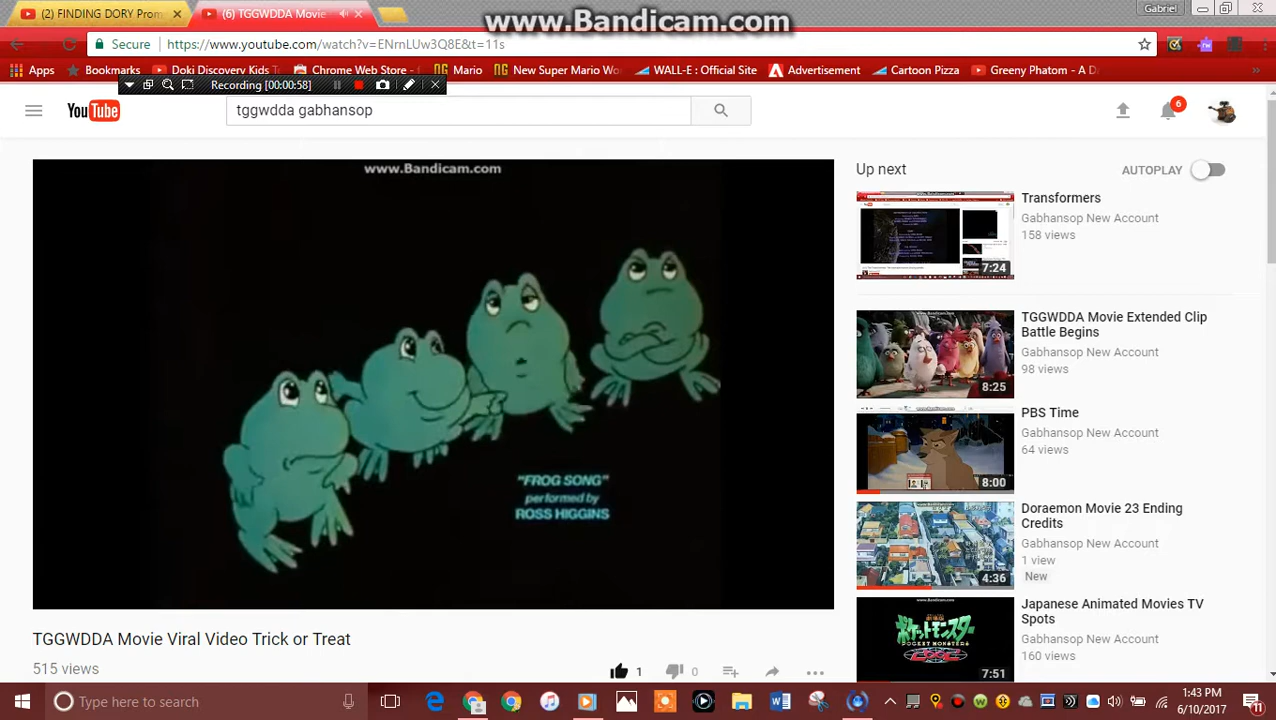 www.Bandicam.com
(2) FINDING DORY Prom
(6) TGGWDDA Movie
Gabriel
Secure
https://www.youtube.com/watch?v=ENrnLUw3Q8E&t=11s
Apps
Bookmarks
Doki Discovery Kids
Chrome Web Store -
Mario
New Super Mario Wo
WALL-E : Official Site
Advertisement
Cartoon Pizza
Greeny Phatom - A D
»
Recording [00:00:58]
YouTube
tggwdda gabhansop
6
www.Bandicam.com
"FROG SONG"
performed by
ROSS HIGGINS
TGGWDDA Movie Viral Video Trick or Treat
515 views
1
0
Up next
AUTOPLAY
Transformers
Gabhansop New Account
158 views
7:24
TGGWDDA Movie Extended Clip
Battle Begins
Gabhansop New Account
98 views
8:25
PBS Time
Gabhansop New Account
64 views
8:00
Doraemon Movie 23 Ending
Credits
Gabhansop New Account
1 view
New
4:36
Japanese Animated Movies TV
Spots
Gabhansop New Account
160 views
7:51
Type here to search
1:43 PM
6/10/2017
11